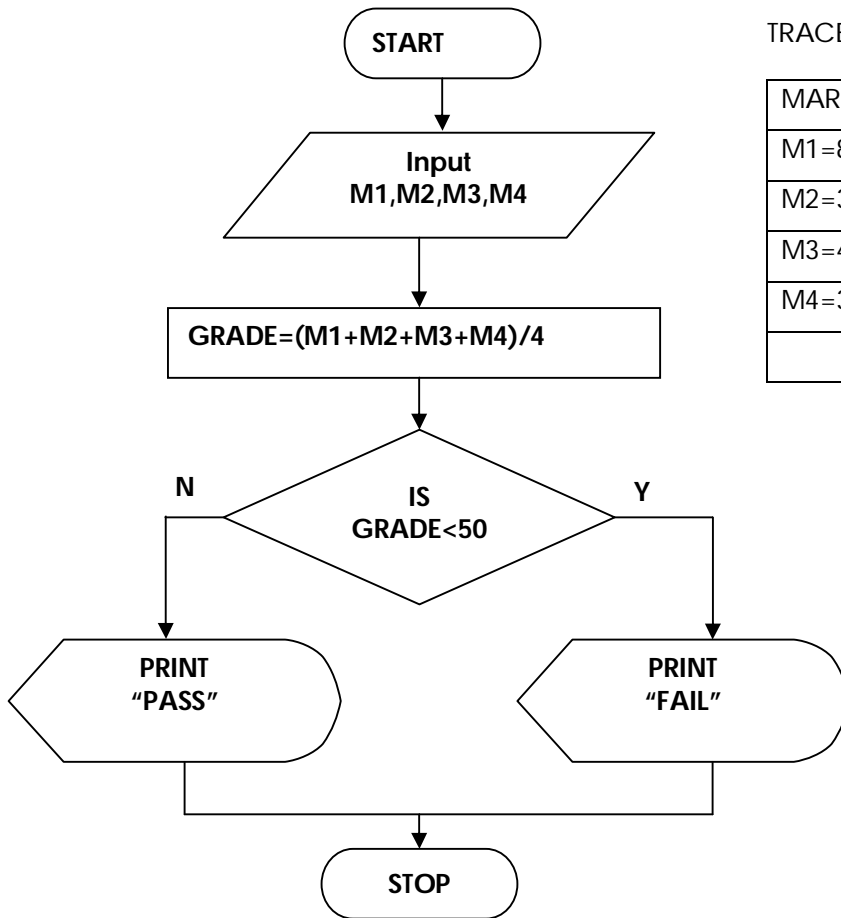 START
Input
M1,M2,M3,M4
GRADE=(M1+M2+M3+M4)/4
N
IS
GRADE<50
Y
PRINT
“PASS”
PRINT
“FAIL”
STOP